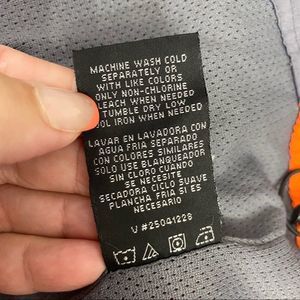 MACHINE WASH COLD
SEPARATELY OR
WITH LIKE COLORS
ONLY NON-CHLORINE
BLEACH WHEN NEEDED
TUMBLE DRY LOW
COOL IRON WHEN NEEDED
LAVAR EN LAVADORA CON
AGUA FRIA SEPARADO
CON COLORES SIMILARES
SOLO USE BLANQUEADOR
SIN CLORO CUANDO
SE NECESITE
SECADORA CICLO SUAVE
PLANCHA FRIA SI ES
NECESARIO
V #25041228